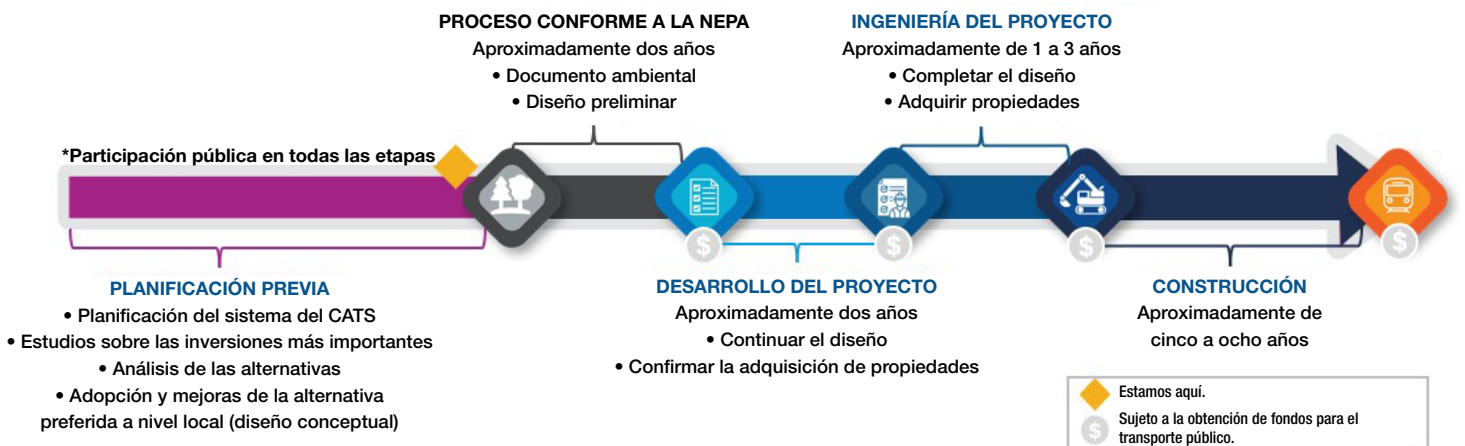 PROCESO CONFORME A LA NEPA
Aproximadamente dos años
• Documento ambiental
• Diseño preliminar
INGENIERÍA DEL PROYECTO
Aproximadamente de 1 a 3 años
• Completar el diseño
• Adquirir propiedades
*Participación pública en todas las etapas
$
$
$
$
PLANIFICACIÓN PREVIA
• Planificación del sistema del CATS
• Estudios sobre las inversiones más importantes
• Análisis de las alternativas
• Adopción y mejoras de la alternativa
preferida a nivel local (diseño conceptual)
DESARROLLO DEL PROYECTO
Aproximadamente dos años
• Continuar el diseño
• Confirmar la adquisición de propiedades
CONSTRUCCIÓN
Aproximadamente de
cinco a ocho años
Estamos aquí.
$
Sujeto a la obtención de fondos para el
transporte público.